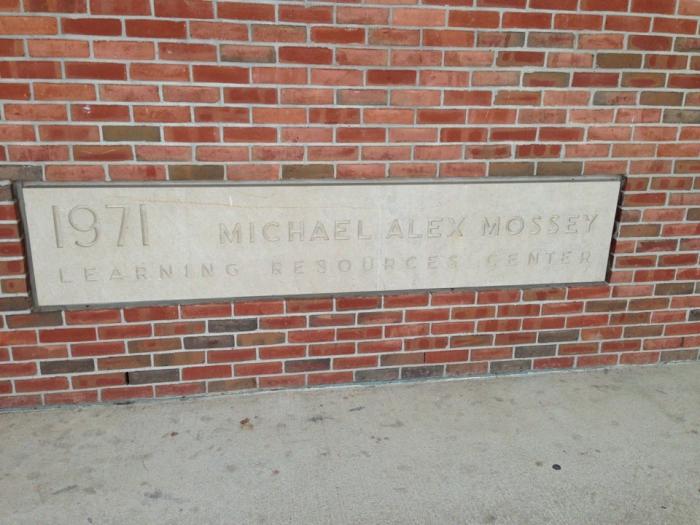 1971 MICHAEL ALEX MOSSEY
LEARNING RESOURCES CENTER